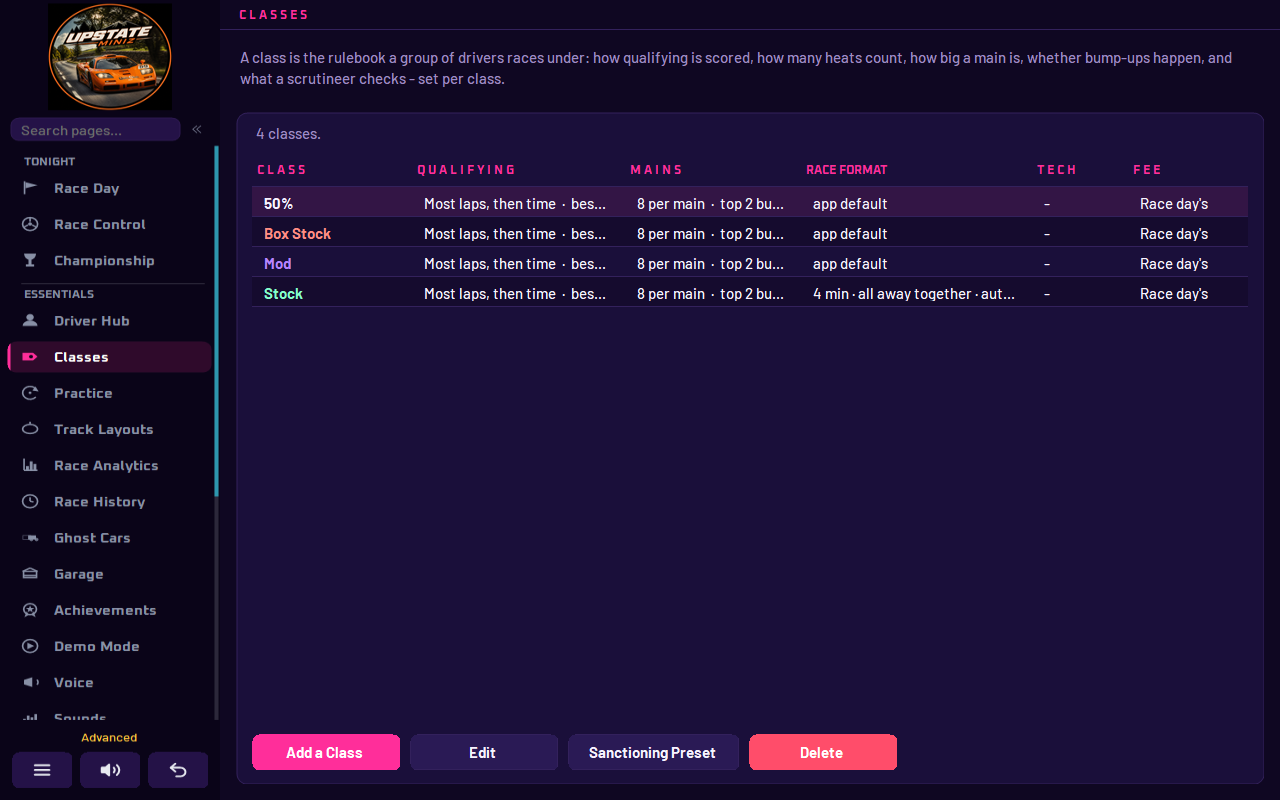 UPSTATE
MINIZ
Search pages...
TONIGHT
Race Day
Race Control
Championship
ESSENTIALS
Driver Hub
Classes
Practice
Track Layouts
Race Analytics
Race History
Ghost Cars
Garage
Achievements
Demo Mode
Voice
Sounds
Advanced
CLASSES
A class is the rulebook a group of drivers races under: how qualifying is scored, how many heats count, how big a main is, whether bump-ups happen, and
what a scrutineer checks - set per class.
4 classes.
CLASS QUALIFYING MAINS RACE FORMAT TECH FEE
50% Most laps, then time · bes... 8 per main · top 2 bu... app default - Race day's
Box Stock Most laps, then time · bes... 8 per main · top 2 bu... app default - Race day's
Mod Most laps, then time · bes... 8 per main · top 2 bu... app default - Race day's
Stock Most laps, then time · bes... 8 per main · top 2 bu... 4 min · all away together · aut... - Race day's
Add a Class Edit Sanctioning Preset Delete